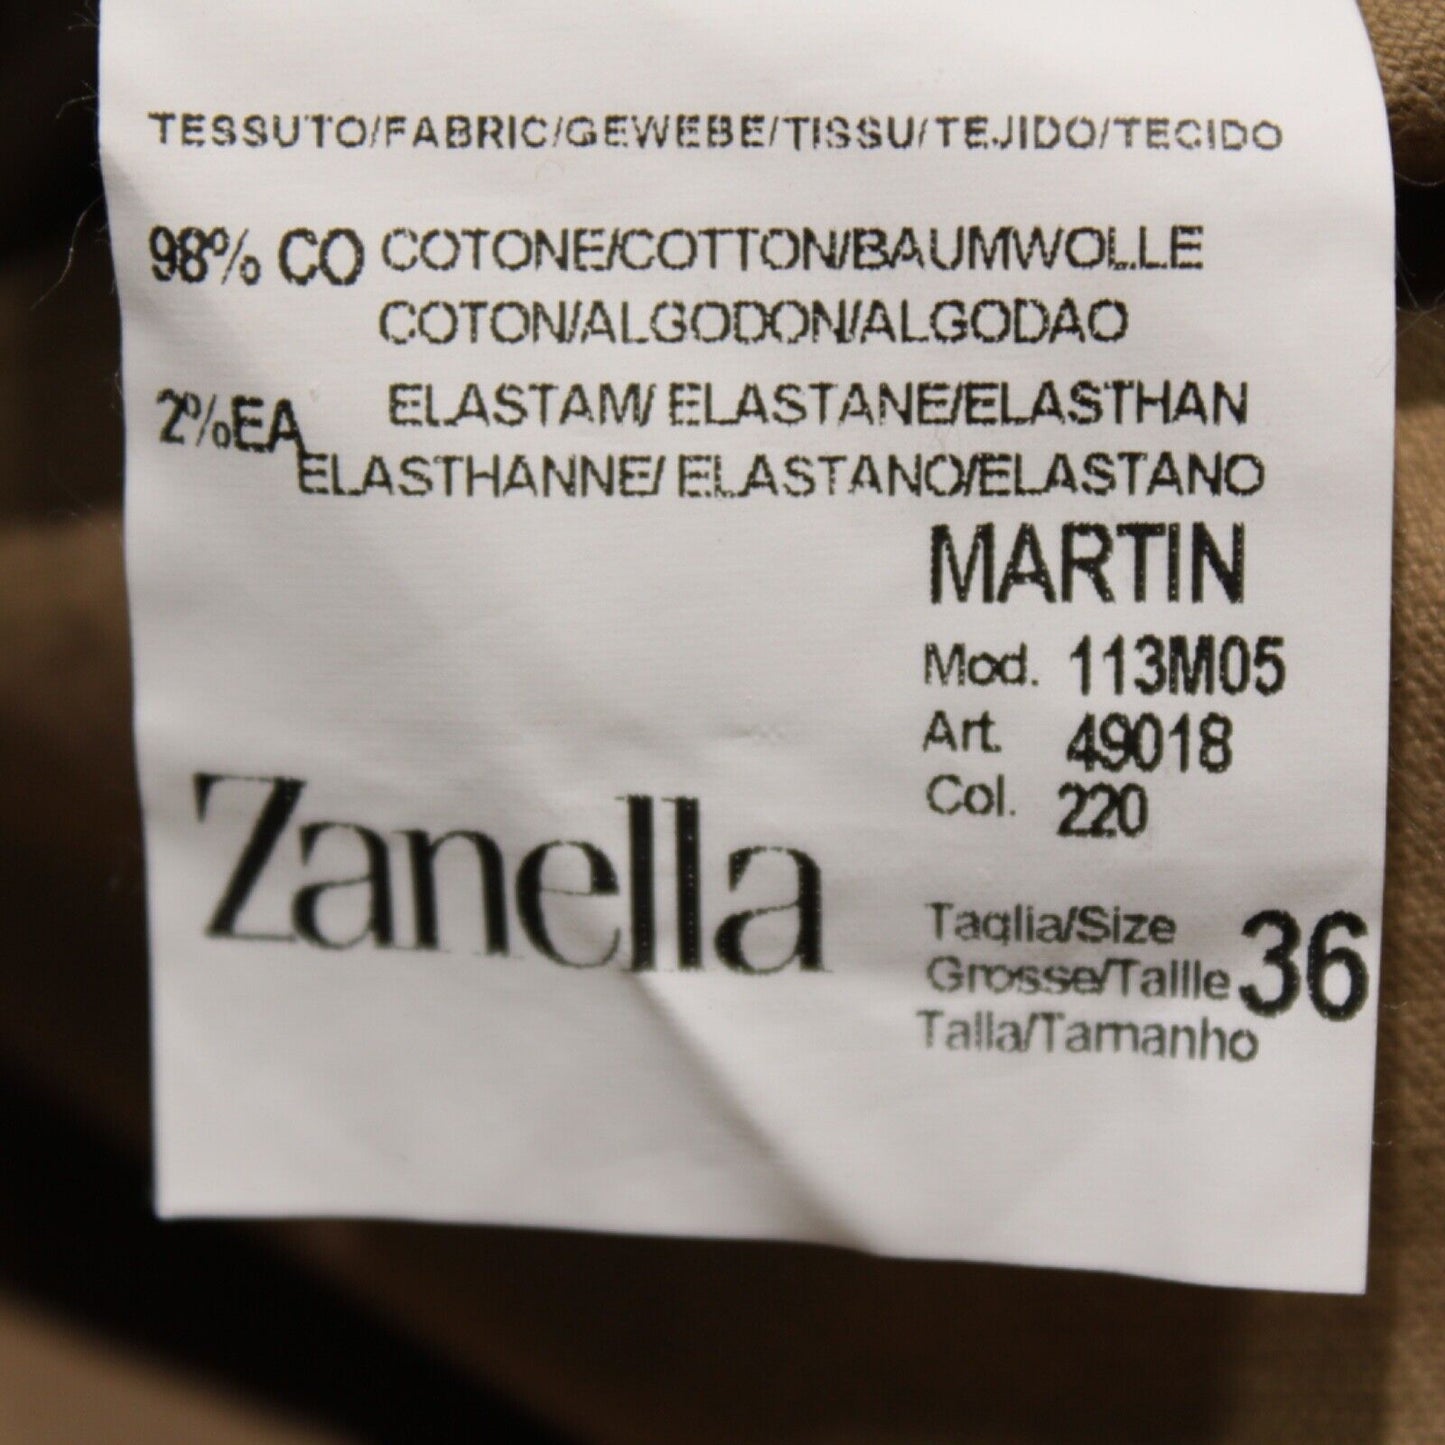 TESSUTO/FABRIC/GEWEBE/TISSU/TEJIDO/TECIDO
98% CO COTONE/COTTON/BAUMWOLLE
COTON/ALGODON/ALGODAO
2%EA ELASTAM/ ELASTANE/ELASTHAN
ELASTHANNE/ ELASTANO/ELASTANO
MARTIN
Mod. 113M05
Art. 49018
Col. 220
Zanella
Taglia/Size
Grosse/Taille 36
Talla/Tamanho